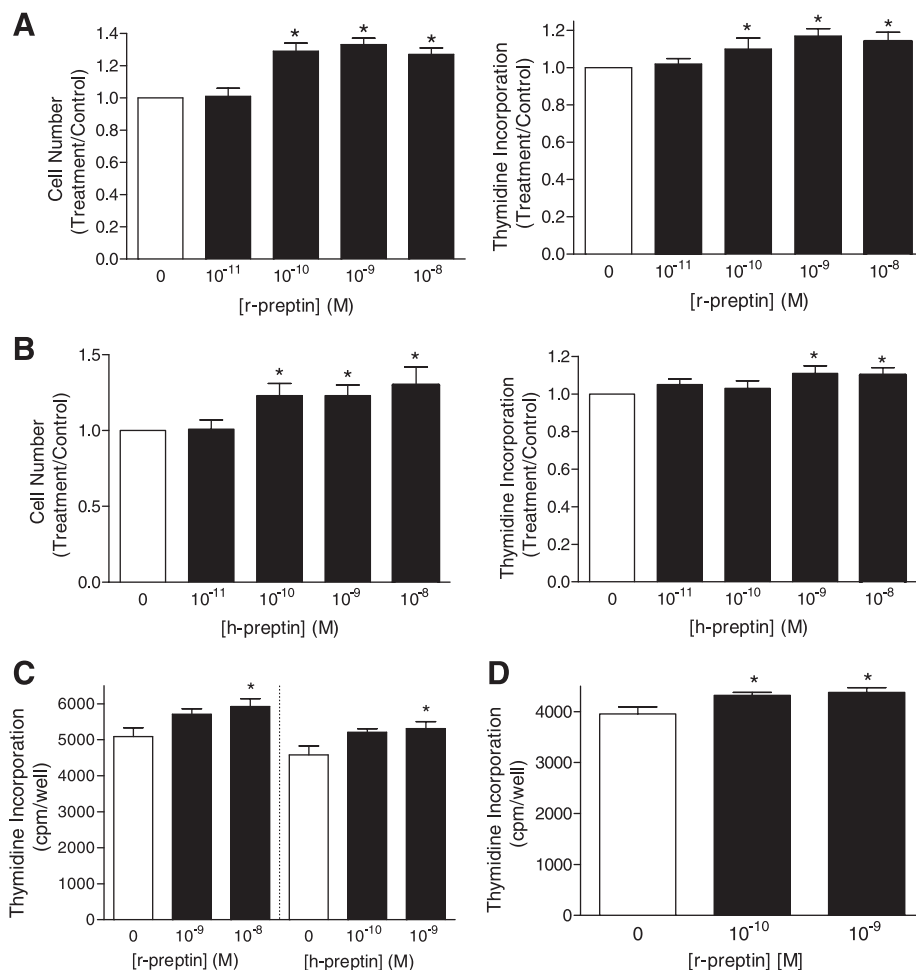 A
Cell Number
(Treatment/Control)
1.4
1.2
1.0
0.8
0.6
0.4
0.2
0.0
* * *
0 10⁻¹¹ 10⁻¹⁰ 10⁻⁹ 10⁻⁸
[r-preptin] (M)
Thymidine Incorporation
(Treatment/Control)
1.2
1.0
0.8
0.6
0.4
0.2
0.0
* * *
0 10⁻¹¹ 10⁻¹⁰ 10⁻⁹ 10⁻⁸
[r-preptin] (M)
B
Cell Number
(Treatment/Control)
1.5
1.0
0.5
0.0
* * *
0 10⁻¹¹ 10⁻¹⁰ 10⁻⁹ 10⁻⁸
[h-preptin] (M)
Thymidine Incorporation
(Treatment/Control)
1.2
1.0
0.8
0.6
0.4
0.2
0.0
* *
0 10⁻¹¹ 10⁻¹⁰ 10⁻⁹ 10⁻⁸
[h-preptin] (M)
C
Thymidine Incorporation
(cpm/well)
6000
5000
4000
3000
2000
1000
0
* *
0 10⁻⁹ 10⁻⁸ 0 10⁻¹⁰ 10⁻⁹
[r-preptin] (M) [h-preptin] (M)
D
Thymidine Incorporation
(cpm/well)
4000
3000
2000
1000
0
* *
0 10⁻¹⁰ 10⁻⁹
[r-preptin] [M]